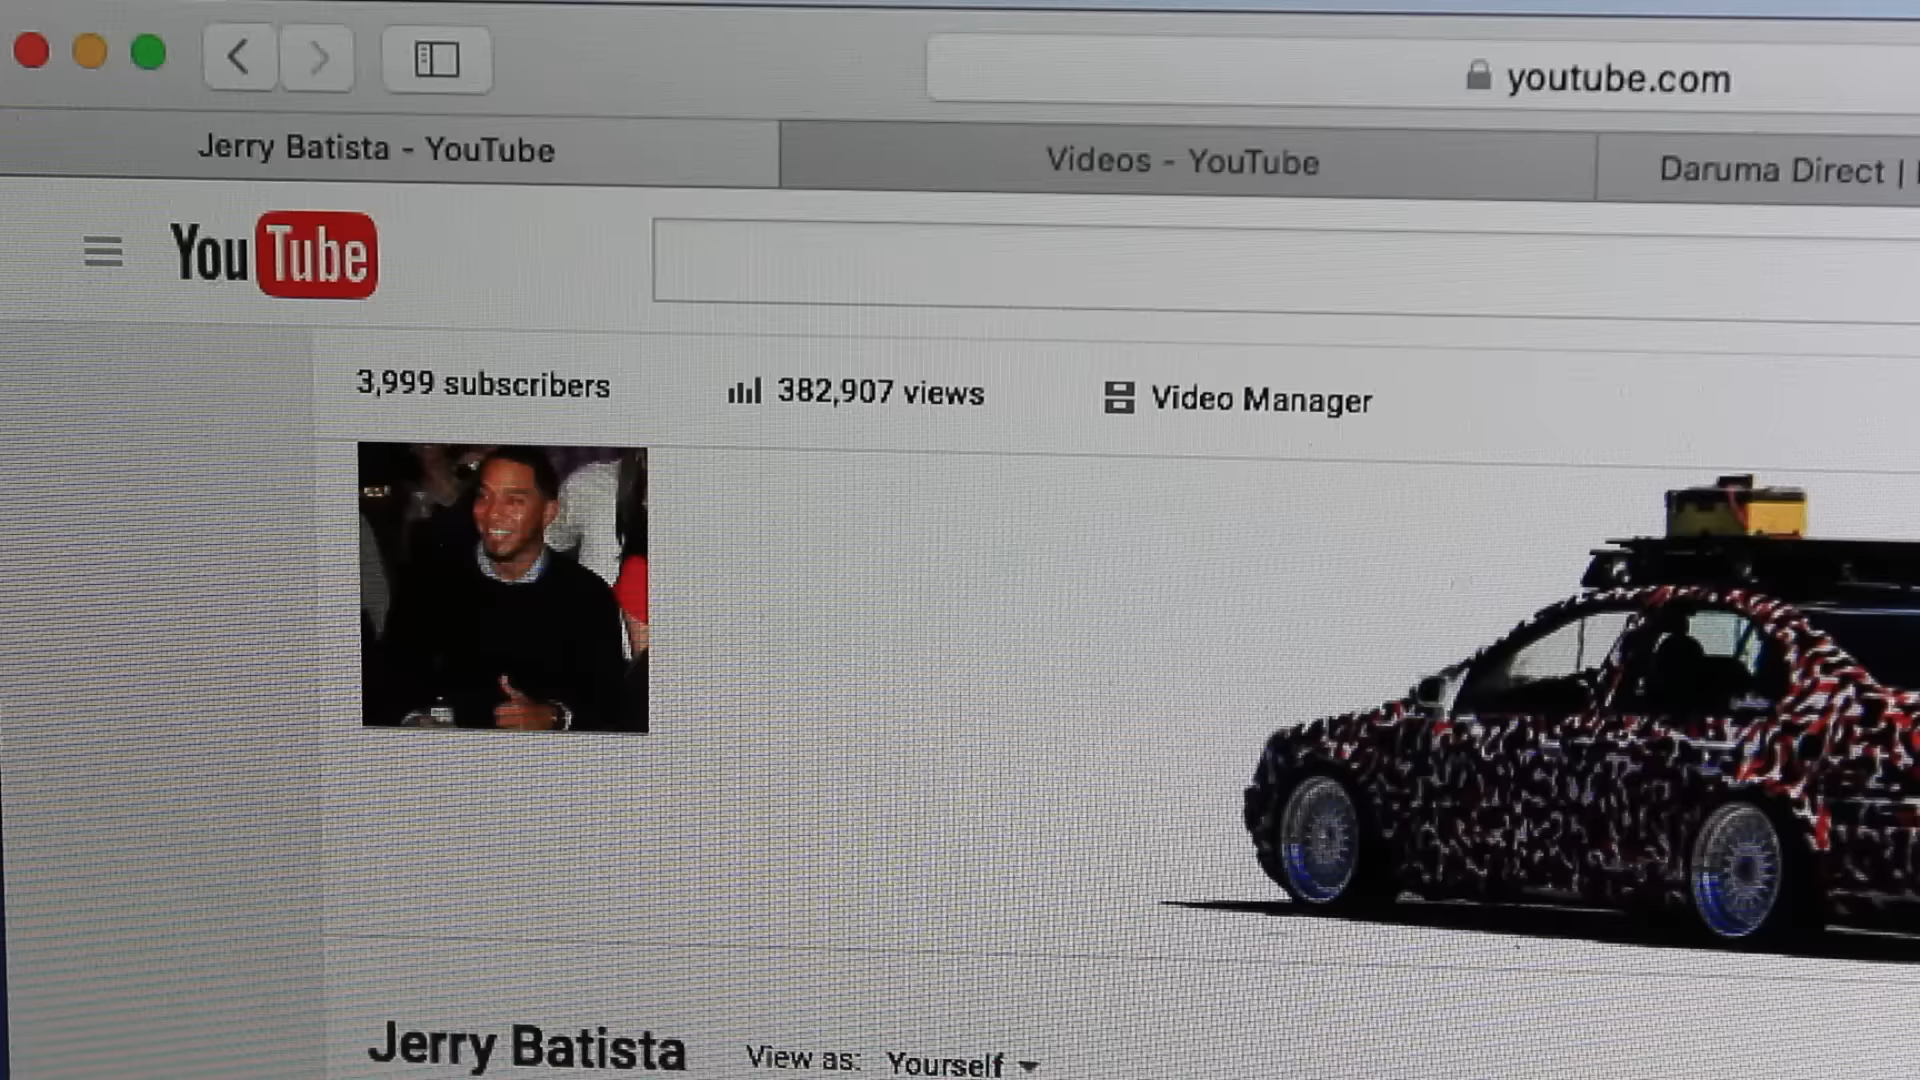 youtube.com
Jerry Batista - YouTube
Videos - YouTube
Daruma Direct |
YouTube
3,999 subscribers
382,907 views
Video Manager
Jerry Batista
View as: Yourself